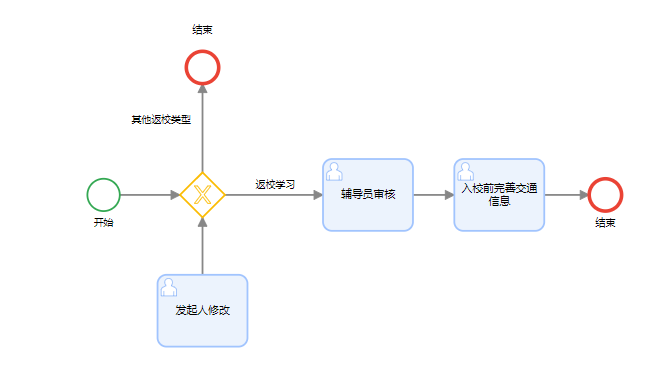 结束
其他返校类型
返校学习
辅导员审核
入校前完善交通
信息
开始
结束
发起人修改